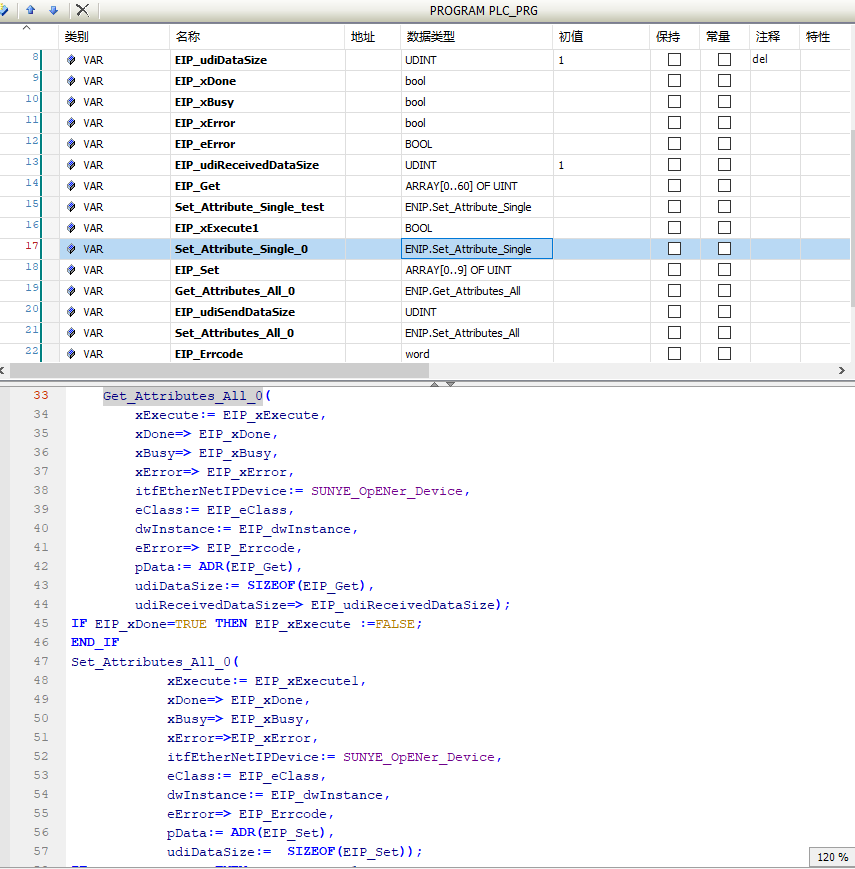 PROGRAM PLC_PRG
类别 名称 地址 数据类型 初值 保持 常量 注释 特性
8 VAR EIP_udiDataSize UDINT 1 del
9 VAR EIP_xDone bool
10 VAR EIP_xBusy bool
11 VAR EIP_xError bool
12 VAR EIP_eError BOOL
13 VAR EIP_udiReceivedDataSize UDINT 1
14 VAR EIP_Get ARRAY[0..60] OF UINT
15 VAR Set_Attribute_Single_test ENIP.Set_Attribute_Single
16 VAR EIP_xExecute1 BOOL
17 VAR Set_Attribute_Single_0 ENIP.Set_Attribute_Single
18 VAR EIP_Set ARRAY[0..9] OF UINT
19 VAR Get_Attributes_All_0 ENIP.Get_Attributes_All
20 VAR EIP_udiSendDataSize UDINT
21 VAR Set_Attributes_All_0 ENIP.Set_Attributes_All
22 VAR EIP_Errcode word
33 Get_Attributes_All_0(
34 xExecute:= EIP_xExecute,
35 xDone=> EIP_xDone,
36 xBusy=> EIP_xBusy,
37 xError=> EIP_xError,
38 itfEtherNetIPDevice:= SUNYE_OpENer_Device,
39 eClass:= EIP_eClass,
40 dwInstance:= EIP_dwInstance,
41 eError=> EIP_Errcode,
42 pData:= ADR(EIP_Get),
43 udiDataSize:= SIZEOF(EIP_Get),
44 udiReceivedDataSize=> EIP_udiReceivedDataSize);
45 IF EIP_xDone=TRUE THEN EIP_xExecute :=FALSE;
46 END_IF
47 Set_Attributes_All_0(
48 xExecute:= EIP_xExecute1,
49 xDone=> EIP_xDone,
50 xBusy=> EIP_xBusy,
51 xError=>EIP_xError,
52 itfEtherNetIPDevice:= SUNYE_OpENer_Device,
53 eClass:= EIP_eClass,
54 dwInstance:= EIP_dwInstance,
55 eError=> EIP_Errcode,
56 pData:= ADR(EIP_Set),
57 udiDataSize:= SIZEOF(EIP_Set));
120 %